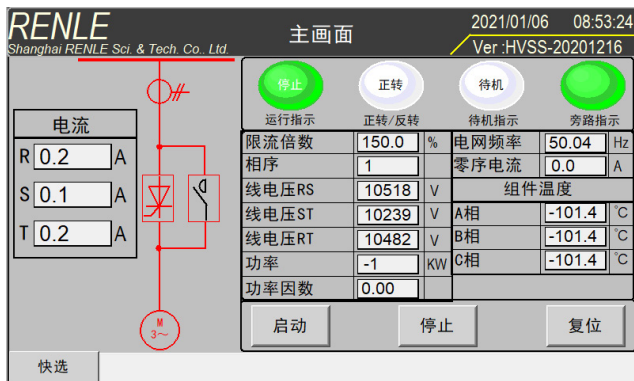 RENLE
Shanghai RENLE Sci. & Tech. Co.. Ltd.
主画面
2021/01/06 08:53:24
Ver :HVSS-20201216
停止 正转 待机
运行指示 正转/反转 待机指示 旁路指示
电流
R 0.2 A
S 0.1 A
T 0.2 A
限流倍数 150.0 % 电网频率 50.04 Hz
相序 1 零序电流 0.0 A
线电压RS 10518 V 组件温度
线电压ST 10239 V A相 -101.4 °C
线电压RT 10482 V B相 -101.4 °C
功率 -1 KW C相 -101.4 °C
功率因数 0.00
M
3～
启动 停止 复位
快选